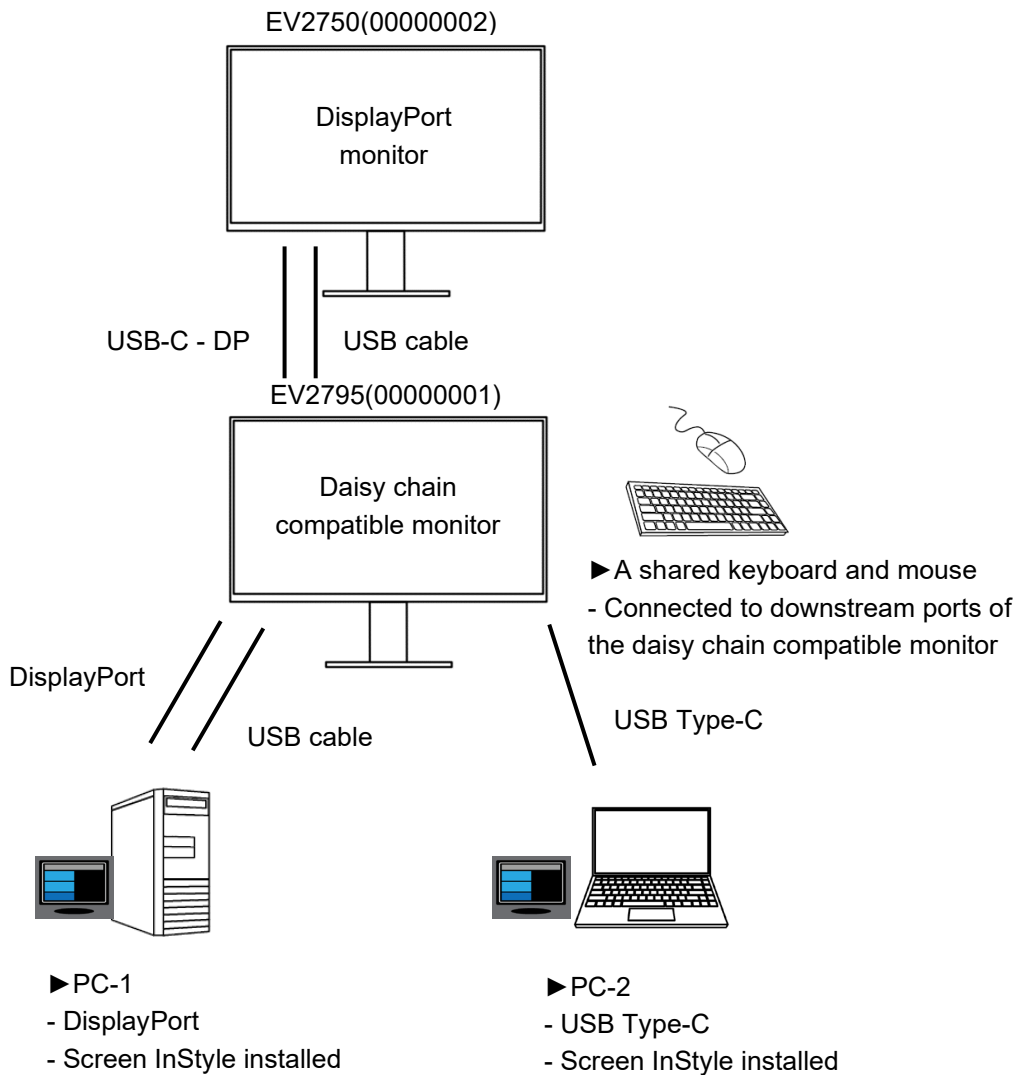 EV2750(00000002)
DisplayPort
monitor
USB-C - DP
USB cable
EV2795(00000001)
Daisy chain
compatible monitor
►A shared keyboard and mouse
- Connected to downstream ports of
the daisy chain compatible monitor
DisplayPort
USB cable
USB Type-C
►PC-1
- DisplayPort
- Screen InStyle installed
►PC-2
- USB Type-C
- Screen InStyle installed